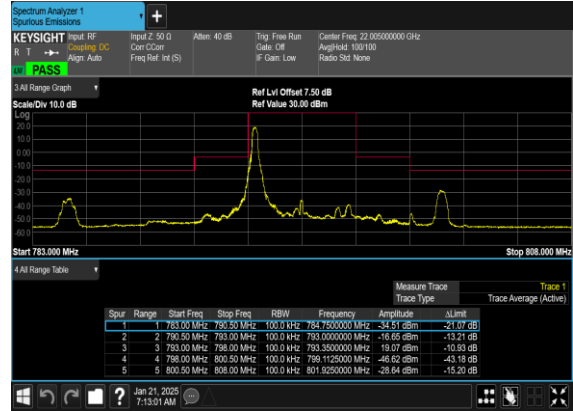 Spectrum Analyzer 1
Spurious Emissions
KEYSIGHT Input: RF Input Z: 50 Ω Atten: 40 dB Trig: Free Run Center Freq: 22.005000000 GHz
R T Coupling: DC Corr CCorr Gate: Off Avg|Hold: 100/100
Align: Auto Freq Ref: Int (S) IF Gain: Low Radio Std: None
PASS
3 All Range Graph
Ref Lvl Offset 7.50 dB
Scale/Div 10.0 dB Ref Value 30.00 dBm
Log
20.0
10.0
0.00
-10.0
-20.0
-30.0
-40.0
-50.0
-60.0
Start 783.000 MHz Stop 808.000 MHz
4 All Range Table
Measure Trace Trace 1
Trace Type Trace Average (Active)
Spur Range Start Freq Stop Freq RBW Frequency Amplitude ΔLimit
1 1 783.00 MHz 790.50 MHz 100.0 kHz 784.7500000 MHz -34.51 dBm -21.07 dB
2 2 790.50 MHz 793.00 MHz 100.0 kHz 793.0000000 MHz -16.65 dBm -13.21 dB
3 3 793.00 MHz 798.00 MHz 100.0 kHz 793.3500000 MHz 19.07 dBm -10.93 dB
4 4 798.00 MHz 800.50 MHz 100.0 kHz 799.1125000 MHz -46.62 dBm -43.18 dB
5 5 800.50 MHz 808.00 MHz 100.0 kHz 801.9250000 MHz -28.64 dBm -15.20 dB
Jan 21, 2025
7:13:01 AM